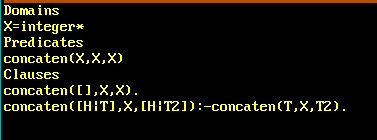 Domains
X=integer*
Predicates
concaten(X,X,X)
Clauses
concaten([],X,X).
concaten([H|T],X,[H|T2]):-concaten(T,X,T2).